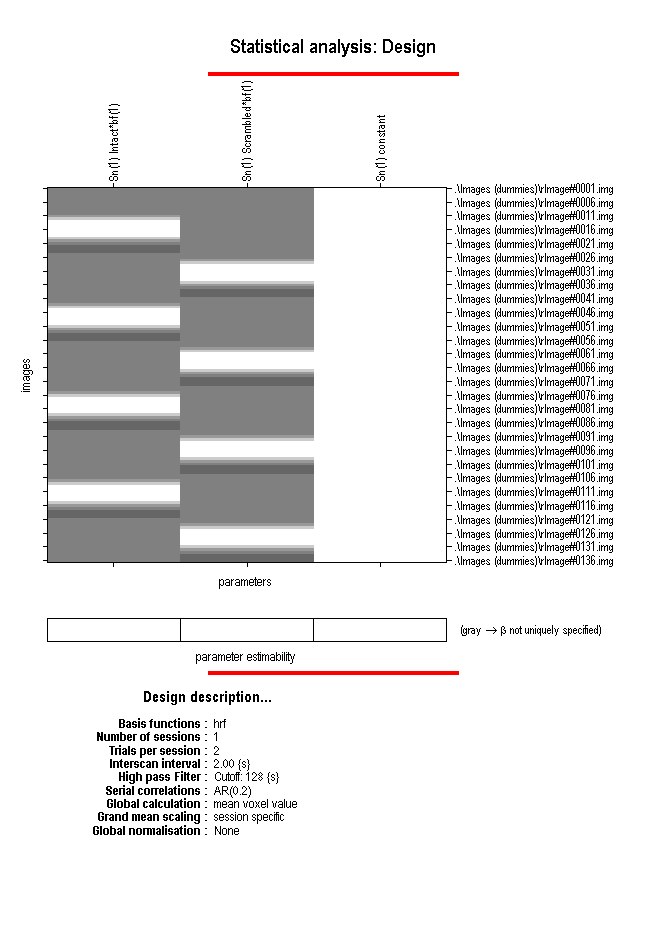 Statistical analysis: Design
Sn(1) Intact*bf(1)
Sn(1) Scrambled*bf(1)
Sn(1) constant
.\Images (dummies)\rImage#0001.img
.\Images (dummies)\rImage#0006.img
.\Images (dummies)\rImage#0011.img
.\Images (dummies)\rImage#0016.img
.\Images (dummies)\rImage#0021.img
.\Images (dummies)\rImage#0026.img
.\Images (dummies)\rImage#0031.img
.\Images (dummies)\rImage#0036.img
.\Images (dummies)\rImage#0041.img
.\Images (dummies)\rImage#0046.img
.\Images (dummies)\rImage#0051.img
.\Images (dummies)\rImage#0056.img
.\Images (dummies)\rImage#0061.img
.\Images (dummies)\rImage#0066.img
.\Images (dummies)\rImage#0071.img
.\Images (dummies)\rImage#0076.img
.\Images (dummies)\rImage#0081.img
.\Images (dummies)\rImage#0086.img
.\Images (dummies)\rImage#0091.img
.\Images (dummies)\rImage#0096.img
.\Images (dummies)\rImage#0101.img
.\Images (dummies)\rImage#0106.img
.\Images (dummies)\rImage#0111.img
.\Images (dummies)\rImage#0116.img
.\Images (dummies)\rImage#0121.img
.\Images (dummies)\rImage#0126.img
.\Images (dummies)\rImage#0131.img
.\Images (dummies)\rImage#0136.img
images
parameters
(gray → β not uniquely specified)
parameter estimability
Design description...
Basis functions : hrf
Number of sessions : 1
Trials per session : 2
Interscan interval : 2.00 {s}
High pass Filter : Cutoff: 128 {s}
Serial correlations : AR(0.2)
Global calculation : mean voxel value
Grand mean scaling : session specific
Global normalisation : None